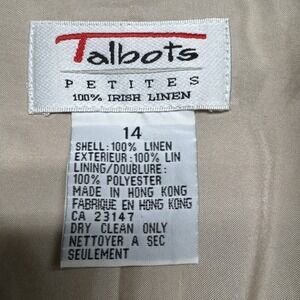 Talbots
PETITES
100% IRISH LINEN
14
SHELL:100% LINEN
EXTERIEUR:100% LIN
LINING/DOUBLURE:
100% POLYESTER
MADE IN HONG KONG
FABRIQUE EN HONG KONG
CA 23147
DRY CLEAN ONLY
NETTOYER A SEC
SEULEMENT